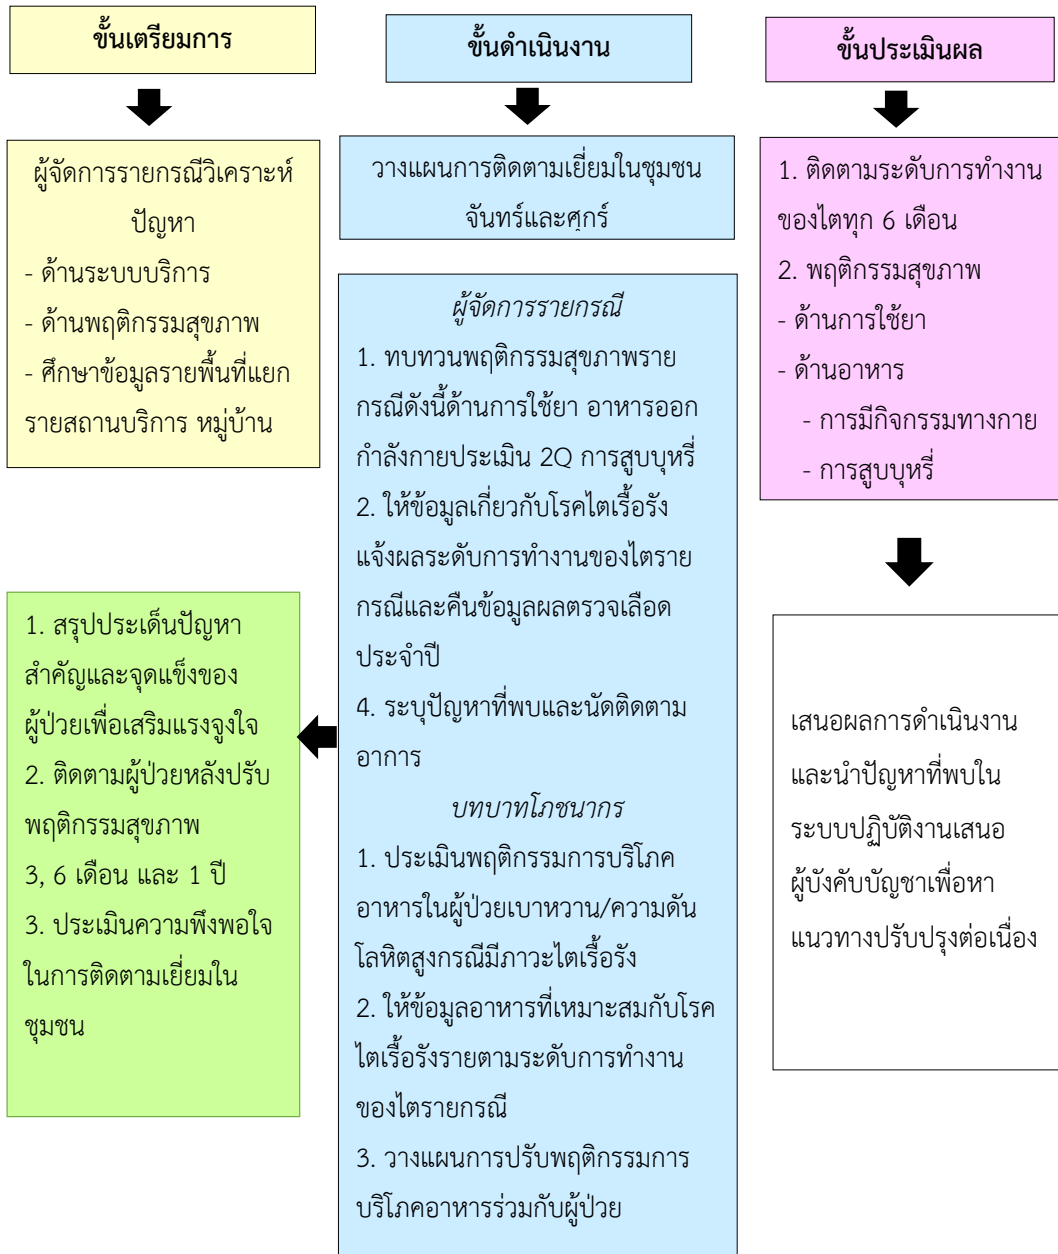 ขั้นเตรียมการ
ผู้จัดการรายกรณีวิเคราะห์
ปัญหา
- ด้านระบบบริการ
- ด้านพฤติกรรมสุขภาพ
- ศึกษาข้อมูลรายพื้นที่แยก
รายสถานบริการ หมู่บ้าน
ขั้นดำเนินงาน
วางแผนการติดตามเยี่ยมในชุมชน
จันทร์และศุกร์
ผู้จัดการรายกรณี
1. ทบทวนพฤติกรรมสุขภาพราย
กรณีดังนี้ด้านการใช้ยา อาหารออก
กำลังกายประเมิน 2Q การสูบบุหรี่
2. ให้ข้อมูลเกี่ยวกับโรคไตเรื้อรัง
แจ้งผลระดับการทำงานของไตราย
กรณีและคืนข้อมูลผลตรวจเลือด
ประจำปี
4. ระบุปัญหาที่พบและนัดติดตาม
อาการ
บทบาทโภชนากร
1. ประเมินพฤติกรรมการบริโภค
อาหารในผู้ป่วยเบาหวาน/ความดัน
โลหิตสูงกรณีมีภาวะไตเรื้อรัง
2. ให้ข้อมูลอาหารที่เหมาะสมกับโรค
ไตเรื้อรังรายตามระดับการทำงาน
ของไตรายกรณี
3. วางแผนการปรับพฤติกรรมการ
บริโภคอาหารร่วมกับผู้ป่วย
1. สรุปประเด็นปัญหา
สำคัญและจุดแข็งของ
ผู้ป่วยเพื่อเสริมแรงจูงใจ
2. ติดตามผู้ป่วยหลังปรับ
พฤติกรรมสุขภาพ
3, 6 เดือน และ 1 ปี
3. ประเมินความพึงพอใจ
ในการติดตามเยี่ยมใน
ชุมชน
ขั้นประเมินผล
1. ติดตามระดับการทำงาน
ของไตทุก 6 เดือน
2. พฤติกรรมสุขภาพ
- ด้านการใช้ยา
- ด้านอาหาร
- การมีกิจกรรมทางกาย
- การสูบบุหรี่
เสนอผลการดำเนินงาน
และนำปัญหาที่พบใน
ระบบปฏิบัติงานเสนอ
ผู้บังคับบัญชาเพื่อหา
แนวทางปรับปรุงต่อเนื่อง